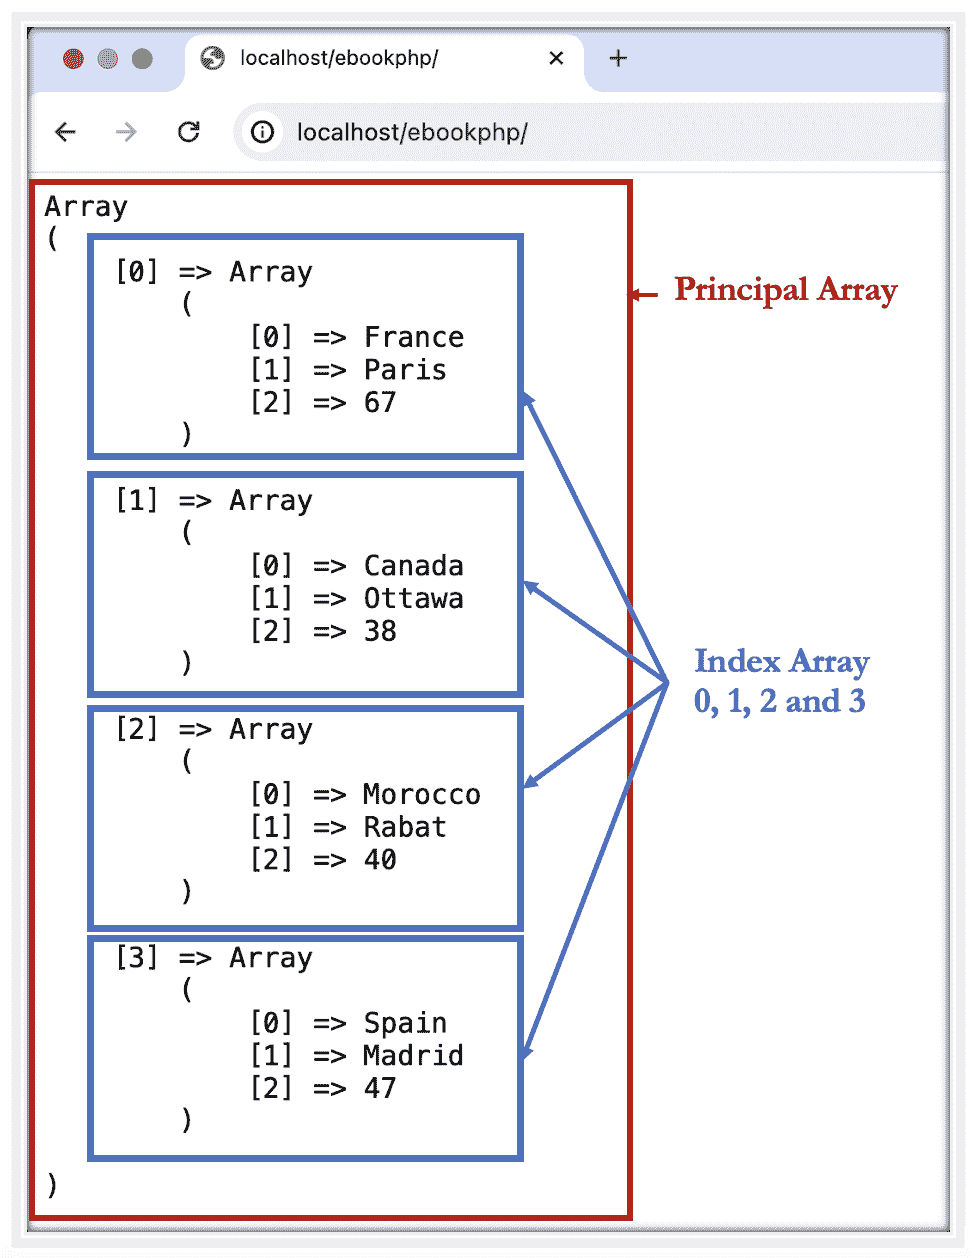 localhost/ebookphp/
localhost/ebookphp/
Array
(
[0] => Array
(
[0] => France
[1] => Paris
[2] => 67
)
[1] => Array
(
[0] => Canada
[1] => Ottawa
[2] => 38
)
[2] => Array
(
[0] => Morocco
[1] => Rabat
[2] => 40
)
[3] => Array
(
[0] => Spain
[1] => Madrid
[2] => 47
)
)
Principal Array
Index Array
0, 1, 2 and 3